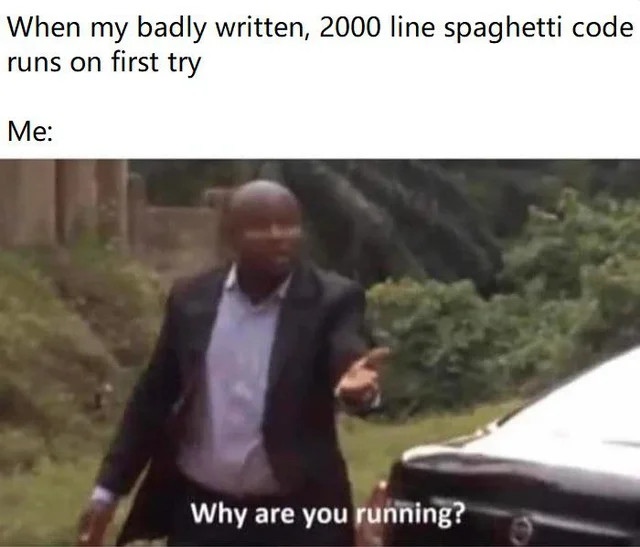 When my badly written, 2000 line spaghetti code
runs on first try
Me:
Why are you running?